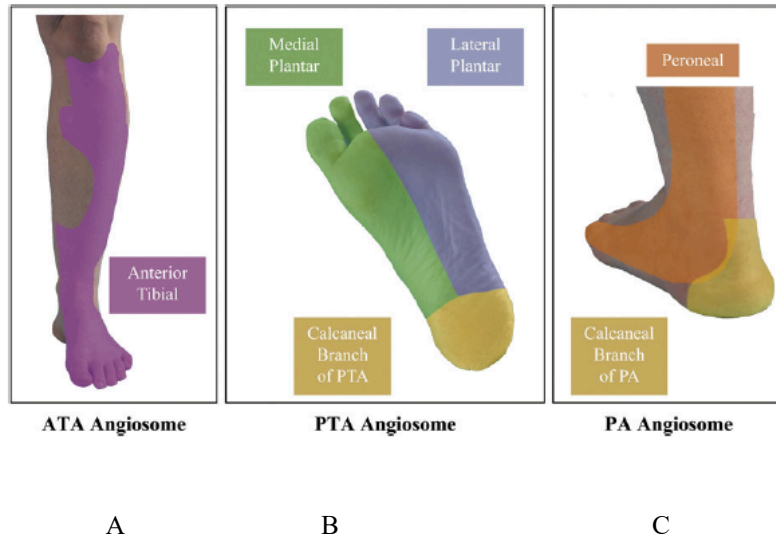 Medial
Plantar
Lateral
Plantar
Peroneal
Anterior
Tibial
Calcaneal
Branch
of PTA
Calcaneal
Branch
of PA
ATA Angiosome
PTA Angiosome
PA Angiosome
A
B
C